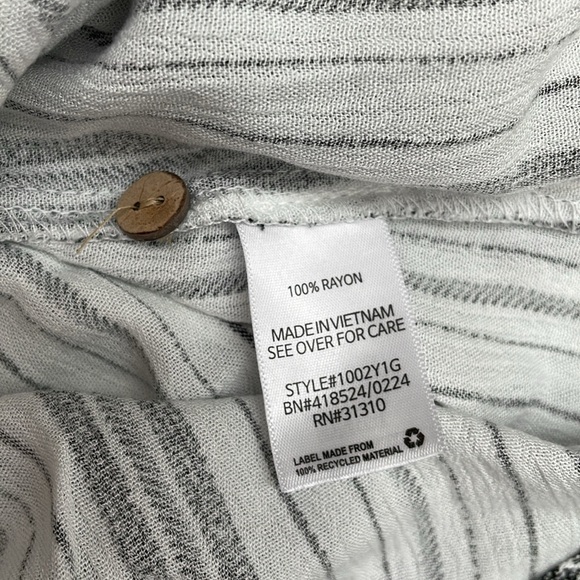 100% RAYON
MADE IN VIETNAM
SEE OVER FOR CARE
STYLE#1002Y1G
BN#418524/0224
RN#31310
LABEL MADE FROM
100% RECYCLED MATERIAL